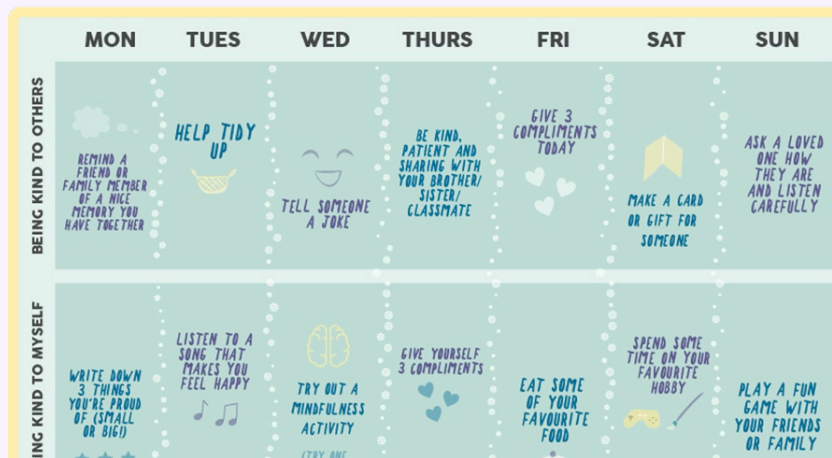 MON TUES WED THURS FRI SAT SUN
BEING KIND TO OTHERS
REMIND A
FRIEND OR
FAMILY MEMBER
OF A NICE
MEMORY YOU
HAVE TOGETHER
HELP TIDY
UP
TELL SOMEONE
A JOKE
BE KIND,
PATIENT AND
SHARING WITH
YOUR BROTHER/
SISTER/
CLASSMATE
GIVE 3
COMPLIMENTS
TODAY
MAKE A CARD
OR GIFT FOR
SOMEONE
ASK A LOVED
ONE HOW
THEY ARE
AND LISTEN
CAREFULLY
KIND TO MYSELF
WRITE DOWN
3 THINGS
YOU'RE PROUD
OF (SMALL
OR BIG!)
LISTEN TO A
SONG THAT
MAKES YOU
FEEL HAPPY
TRY OUT A
MINDFULNESS
ACTIVITY
(TRY ONE
GIVE YOURSELF
3 COMPLIMENTS
EAT SOME
OF YOUR
FAVOURITE
FOOD
SPEND SOME
TIME ON YOUR
FAVOURITE
HOBBY
PLAY A FUN
GAME WITH
YOUR FRIENDS
OR FAMILY